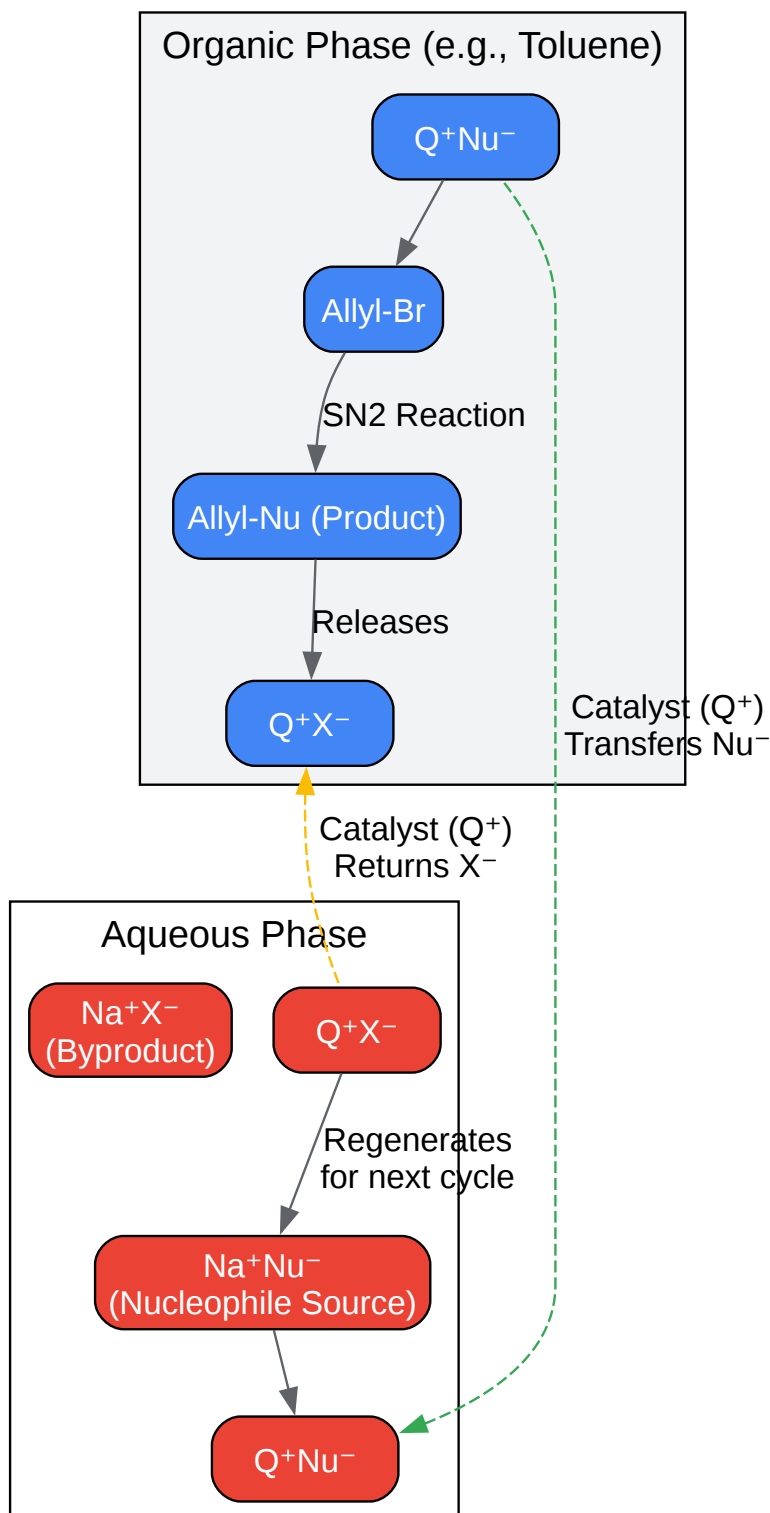 Organic Phase (e.g., Toluene)
Q⁺Nu⁻
Allyl-Br
SN2 Reaction
Allyl-Nu (Product)
Releases
Q⁺X⁻
Catalyst (Q⁺)
Transfers Nu⁻
Catalyst (Q⁺)
Returns X⁻
Aqueous Phase
Na⁺X⁻
(Byproduct)
Q⁺X⁻
Regenerates
for next cycle
Na⁺Nu⁻
(Nucleophile Source)
Q⁺Nu⁻